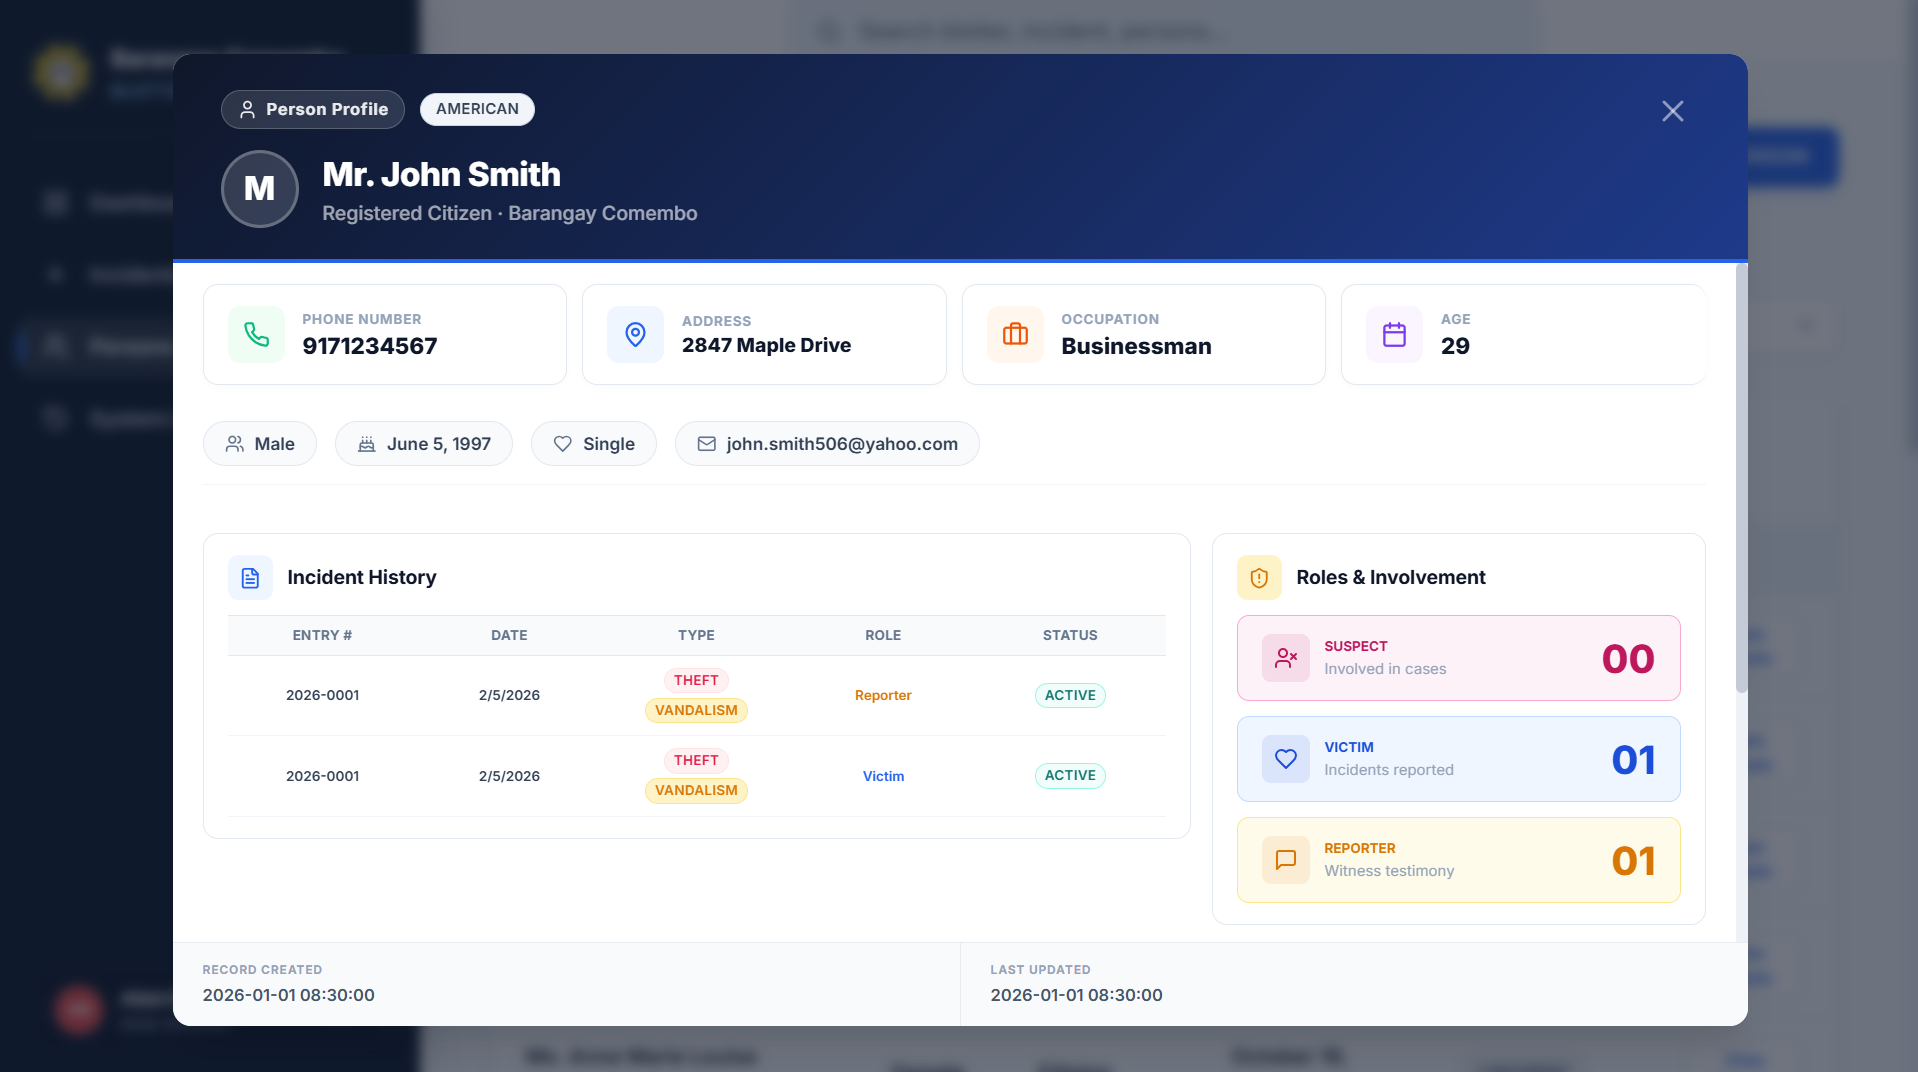 Search blotter, incident, persons...
Person Profile
AMERICAN
M
Mr. John Smith
Registered Citizen · Barangay Comembo
PHONE NUMBER
9171234567
ADDRESS
2847 Maple Drive
OCCUPATION
Businessman
AGE
29
Male
June 5, 1997
Single
john.smith506@yahoo.com
Incident History
ENTRY # DATE TYPE ROLE STATUS
2026-0001 2/5/2026 THEFT VANDALISM Reporter ACTIVE
2026-0001 2/5/2026 THEFT VANDALISM Victim ACTIVE
Roles & Involvement
SUSPECT
Involved in cases
00
VICTIM
Incidents reported
01
REPORTER
Witness testimony
01
RECORD CREATED
2026-01-01 08:30:00
LAST UPDATED
2026-01-01 08:30:00